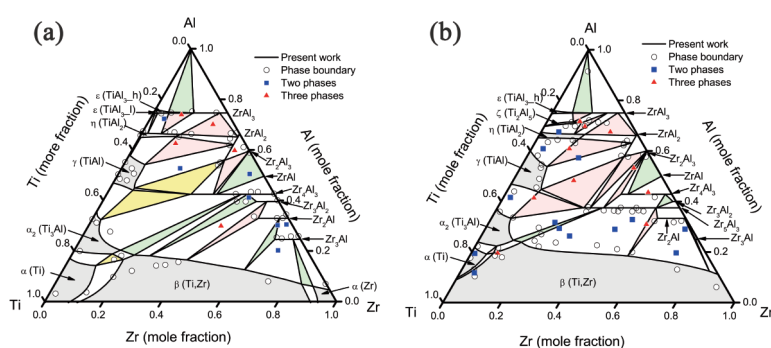 (a)
Al
0.0
1.0
Present work
Phase boundary
Two phases
Three phases
ε (TiAl3_h)
ε (TiAl3_l)
η (TiAl2)
0.2
0.8
ZrAl3
0.4
ZrAl2
γ (TiAl)
0.6
0.6
Zr2Al3
ZrAl
Zr4Al3
0.4
Zr3Al2
α2 (Ti3Al)
Zr2Al
0.8
Zr3Al
0.2
α (Ti)
β (Ti,Zr)
α (Zr)
Ti
1.0
0.0
Zr
0.0
0.2
0.4
0.6
0.8
1.0
Zr (mole fraction)
Ti (more fraction)
Al (mole fraction)
(b)
Al
0.0
1.0
Present work
Phase boundary
Two phases
Three phases
ε (TiAl3_h)
ζ (Ti2Al5)
η (TiAl2)
0.2
0.8
ZrAl3
0.4
ZrAl2
γ (TiAl)
0.6
0.6
Zr2Al3
ZrAl
Zr4Al3
0.4
Zr3Al2
Zr5Al3
α2 (Ti3Al)
Zr2Al
Zr3Al
0.8
0.2
α (Ti)
β (Ti,Zr)
Ti
1.0
0.0
Zr
0.0
0.2
0.4
0.6
0.8
1.0
Zr (mole fraction)
Ti (mole fraction)
Al (mole fraction)